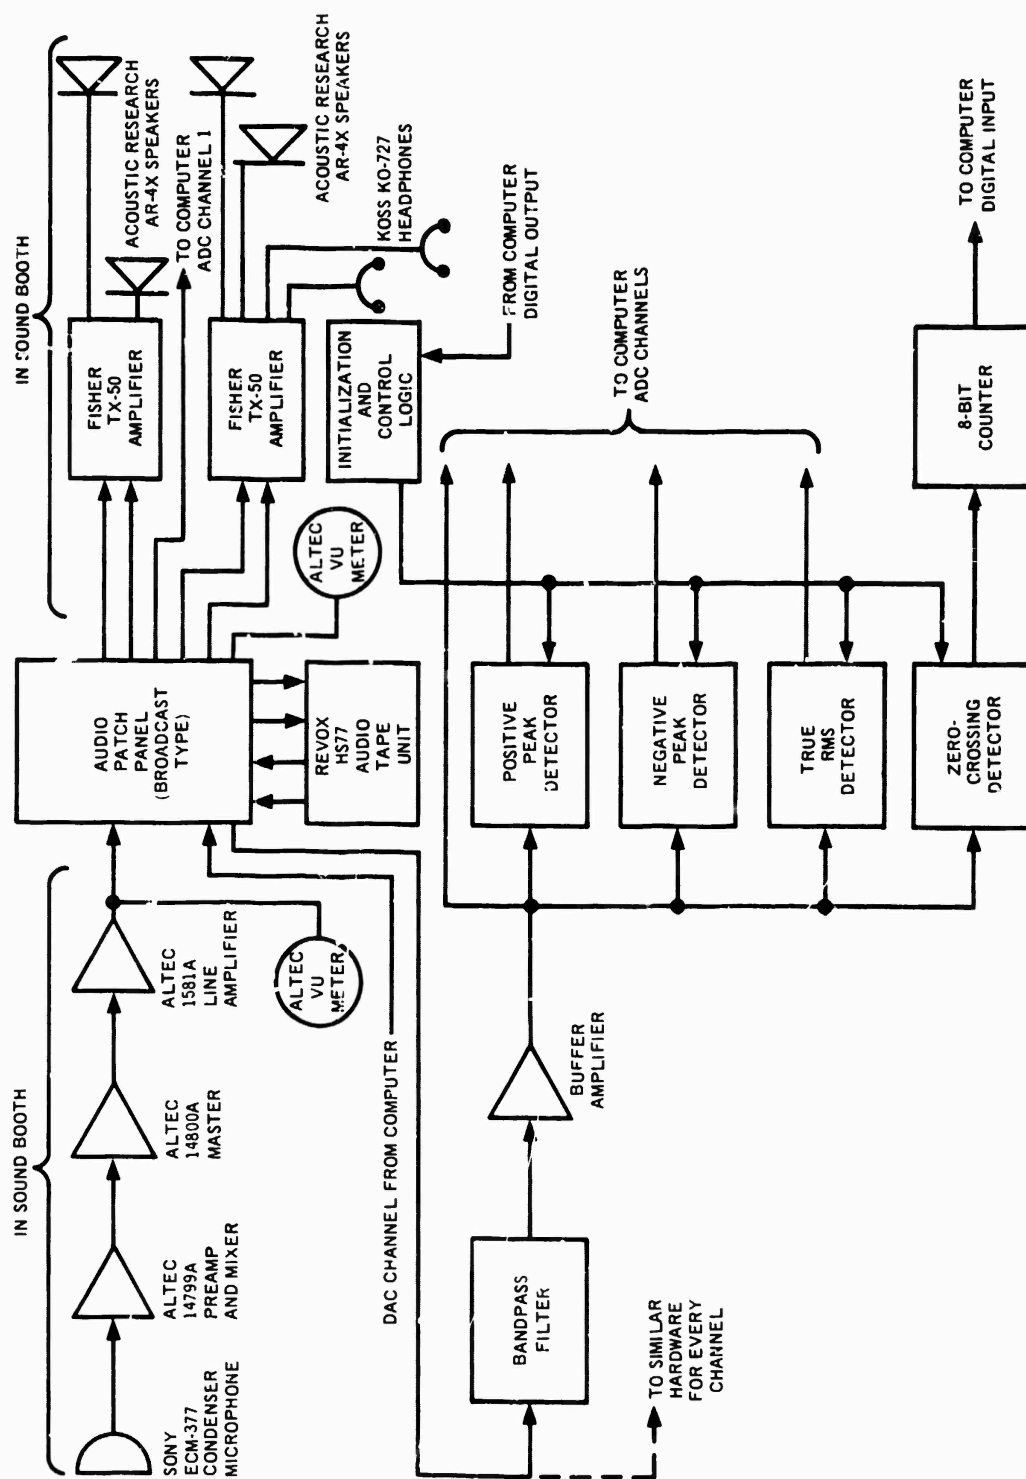 IN SOUND BOOTH
SONY
ECM-377
CONDENSER
MICROPHONE
ALTEC
14799A
PREAMP
AND MIXER
ALTEC
14800A
MASTER
ALTEC
1581A
LINE
AMPLIFIER
ALTEC
VU
METER
DAC CHANNEL FROM COMPUTER
AUDIO
PATCH
PANEL
(BROADCAST
TYPE)
REVOX
HS77
AUDIO
TAPE
UNIT
ALTEC
VU
METER
IN SOUND BOOTH
FISHER
TX-50
AMPLIFIER
ACOUSTIC RESEARCH
AR-4X SPEAKERS
TO COMPUTER
ADC CHANNEL 1
FISHER
TX-50
AMPLIFIER
ACOUSTIC RESEARCH
AR-4X SPEAKERS
KOSS KO-727
HEADPHONES
INITIALIZATION
AND
CONTROL
LOGIC
FROM COMPUTER
DIGITAL OUTPUT
BANDPASS
FILTER
TO SIMILAR
HARDWARE
FOR EVERY
CHANNEL
BUFFER
AMPLIFIER
POSITIVE
PEAK
DETECTOR
NEGATIVE
PEAK
DETECTOR
TRUE
RMS
DETECTOR
ZERO-
CROSSING
DETECTOR
TO COMPUTER
ADC CHANNELS
8-BIT
COUNTER
TO COMPUTER
DIGITAL INPUT